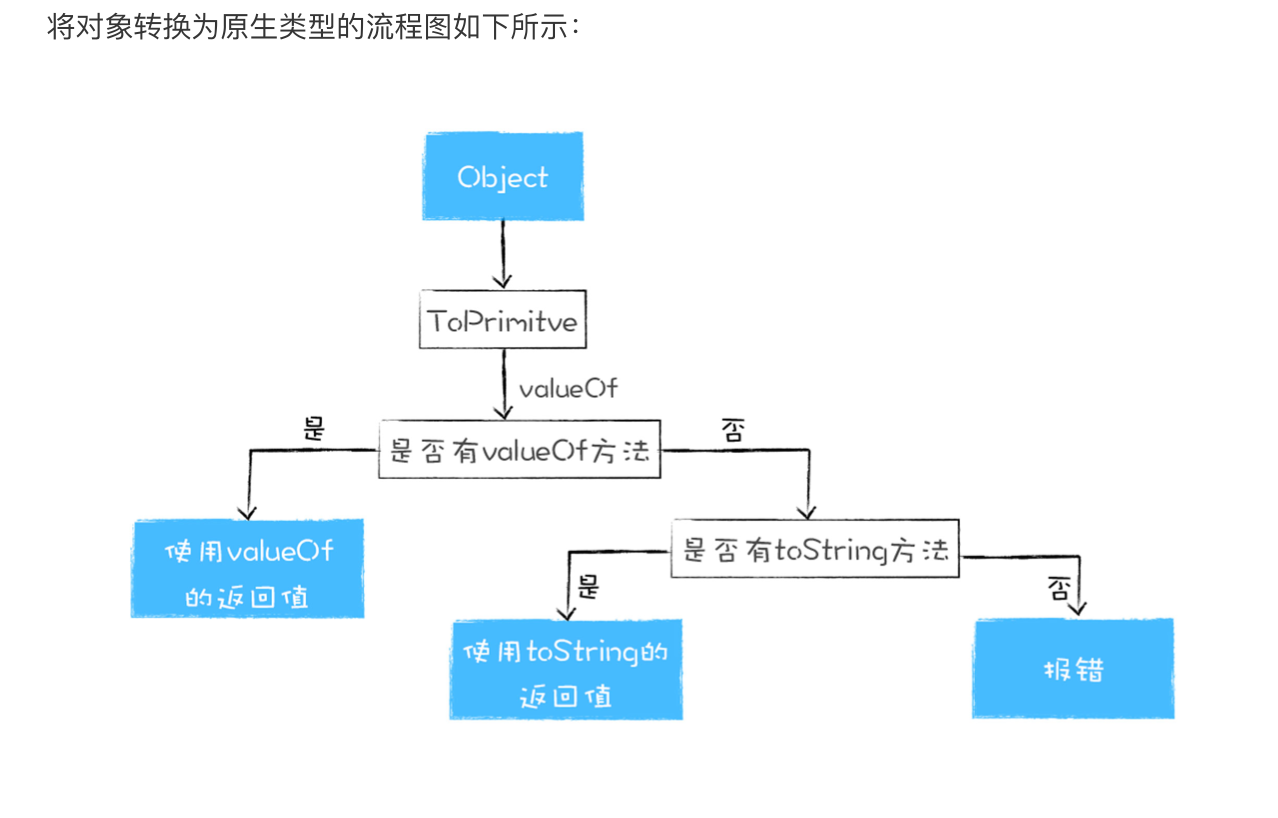 将对象转换为原生类型的流程图如下所示：
Object
ToPrimitve
valueOf
是
是否有valueOf方法
否
使用valueOf
的返回值
是否有toString方法
是
否
使用toString的
返回值
报错